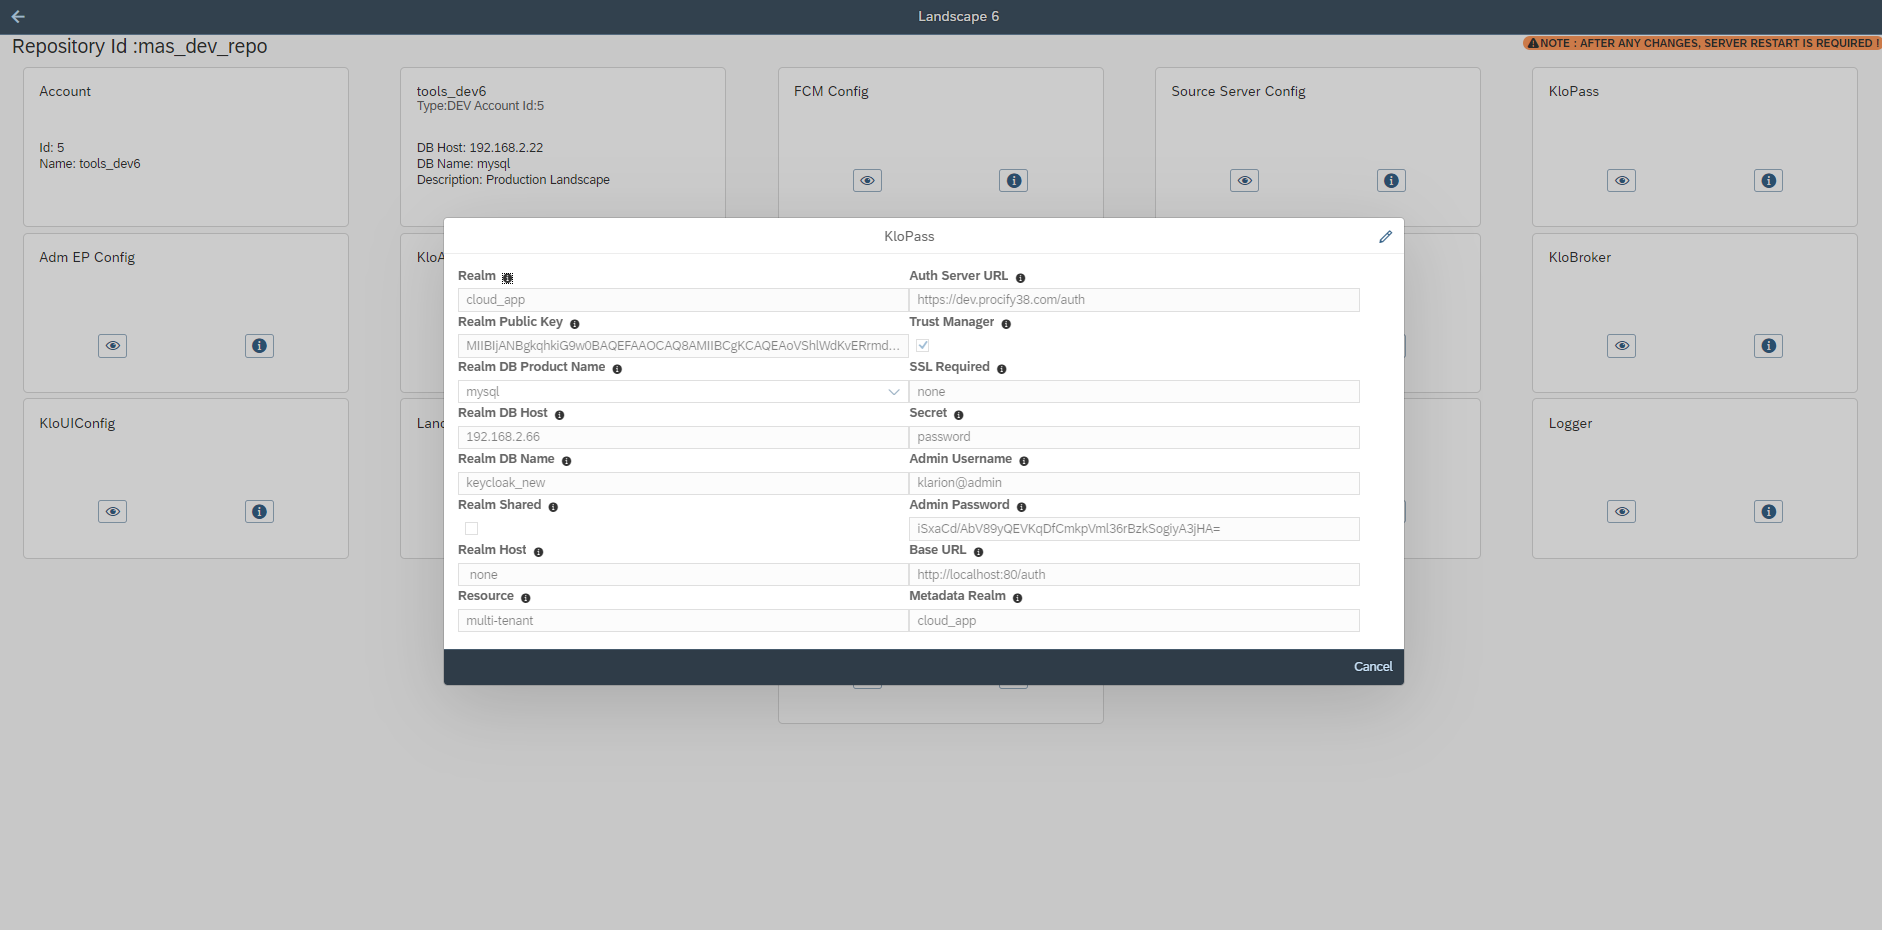 Landscape 6
Repository Id :mas_dev_repo
NOTE : AFTER ANY CHANGES, SERVER RESTART IS REQUIRED !
Account
Id: 5
Name: tools_dev6
tools_dev6
Type:DEV Account Id:5
DB Host: 192.168.2.22
DB Name: mysql
Description: Production Landscape
FCM Config
Source Server Config
KloPass
Adm EP Config
KloA
KloBroker
KloUIConfig
Land
Logger
KloPass
Realm
cloud_app
Auth Server URL
https://dev.procify38.com/auth
Realm Public Key
MIIBIjANBgkqhkiG9w0BAQEFAAOCAQ8AMIIBCgKCAQEAoVShlWdKvERrmd...
Trust Manager
Realm DB Product Name
mysql
SSL Required
none
Realm DB Host
192.168.2.66
Secret
password
Realm DB Name
keycloak_new
Admin Username
klarion@admin
Realm Shared
Admin Password
iSxaCd/AbV89yQEVKqDfCmkpVml36rBzkSogiyA3jHA=
Realm Host
none
Base URL
http://localhost:80/auth
Resource
multi-tenant
Metadata Realm
cloud_app
Cancel